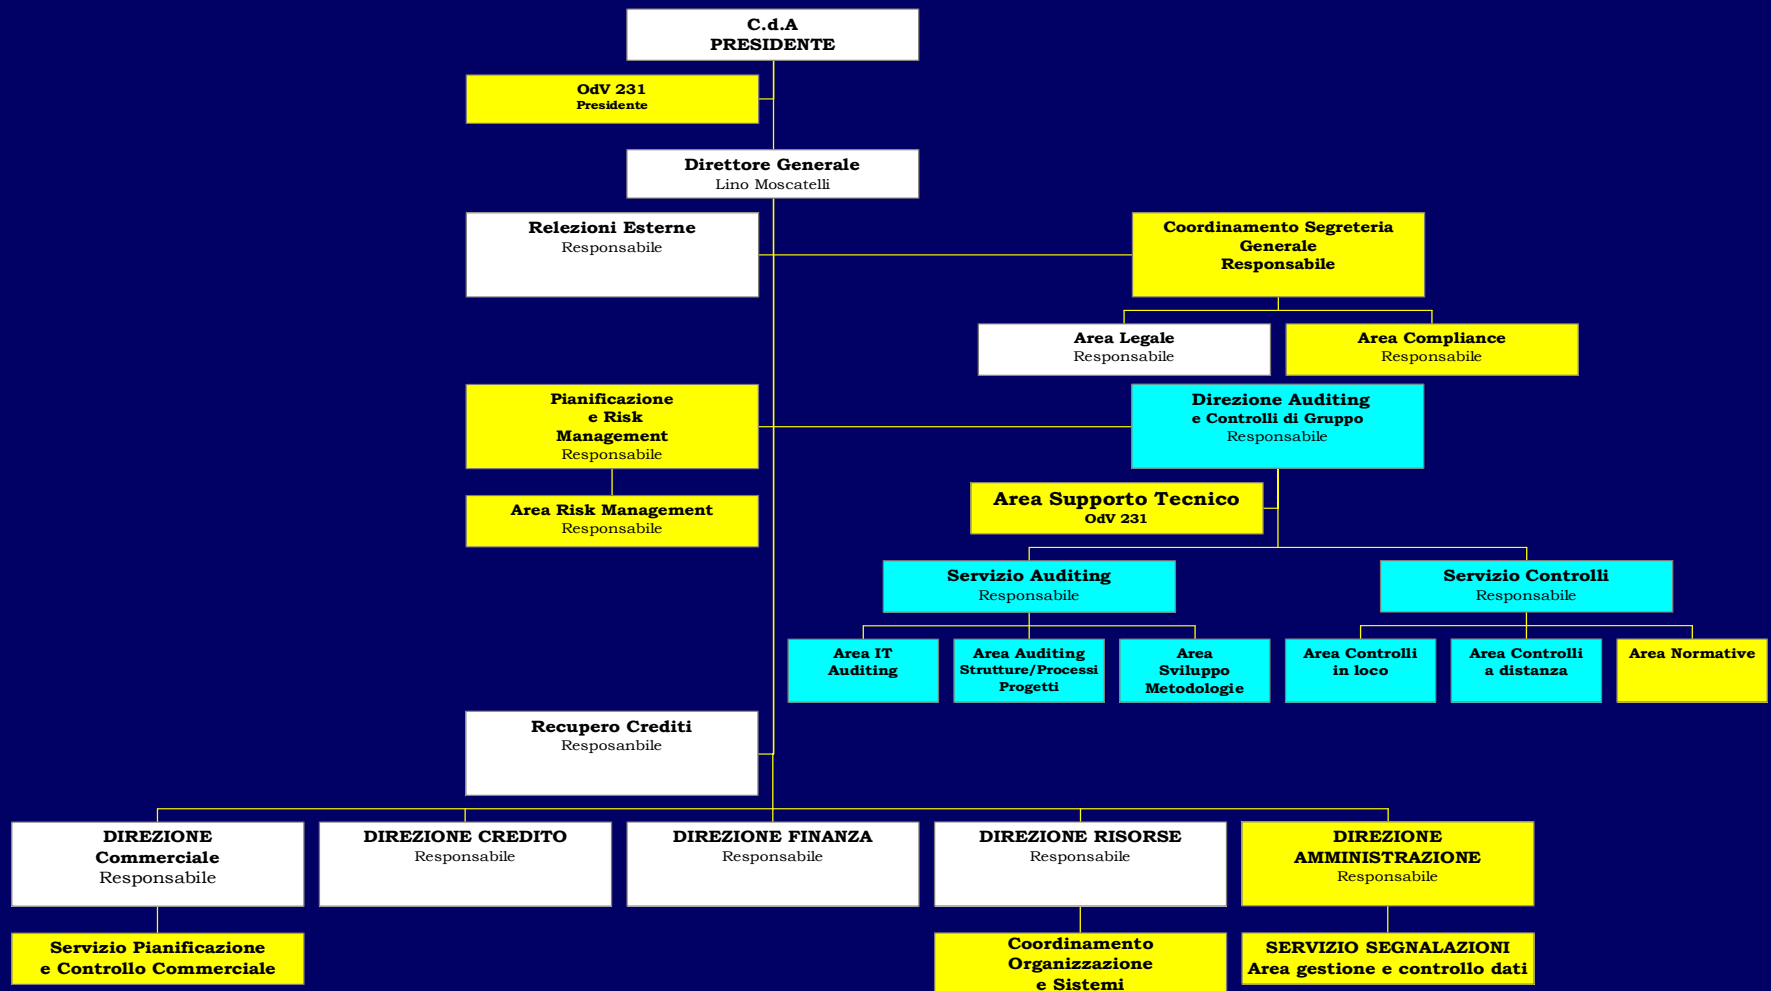 C.d.A
PRESIDENTE
OdV 231
Presidente
Direttore Generale
Lino Moscatelli
Relezioni Esterne
Responsabile
Coordinamento Segreteria
Generale
Responsabile
Area Legale
Responsabile
Area Compliance
Responsabile
Pianificazione
e Risk
Management
Responsabile
Direzione Auditing
e Controlli di Gruppo
Responsabile
Area Risk Management
Responsabile
Area Supporto Tecnico
OdV 231
Servizio Auditing
Responsabile
Servizio Controlli
Responsabile
Area IT
Auditing
Area Auditing
Strutture/Processi
Progetti
Area
Sviluppo
Metodologie
Area Controlli
in loco
Area Controlli
a distanza
Area Normative
Recupero Crediti
Resposanbile
DIREZIONE
Commerciale
Responsabile
DIREZIONE CREDITO
Responsabile
DIREZIONE FINANZA
Responsabile
DIREZIONE RISORSE
Responsabile
DIREZIONE
AMMINISTRAZIONE
Responsabile
Servizio Pianificazione
e Controllo Commerciale
Coordinamento
Organizzazione
e Sistemi
SERVIZIO SEGNALAZIONI
Area gestione e controllo dati